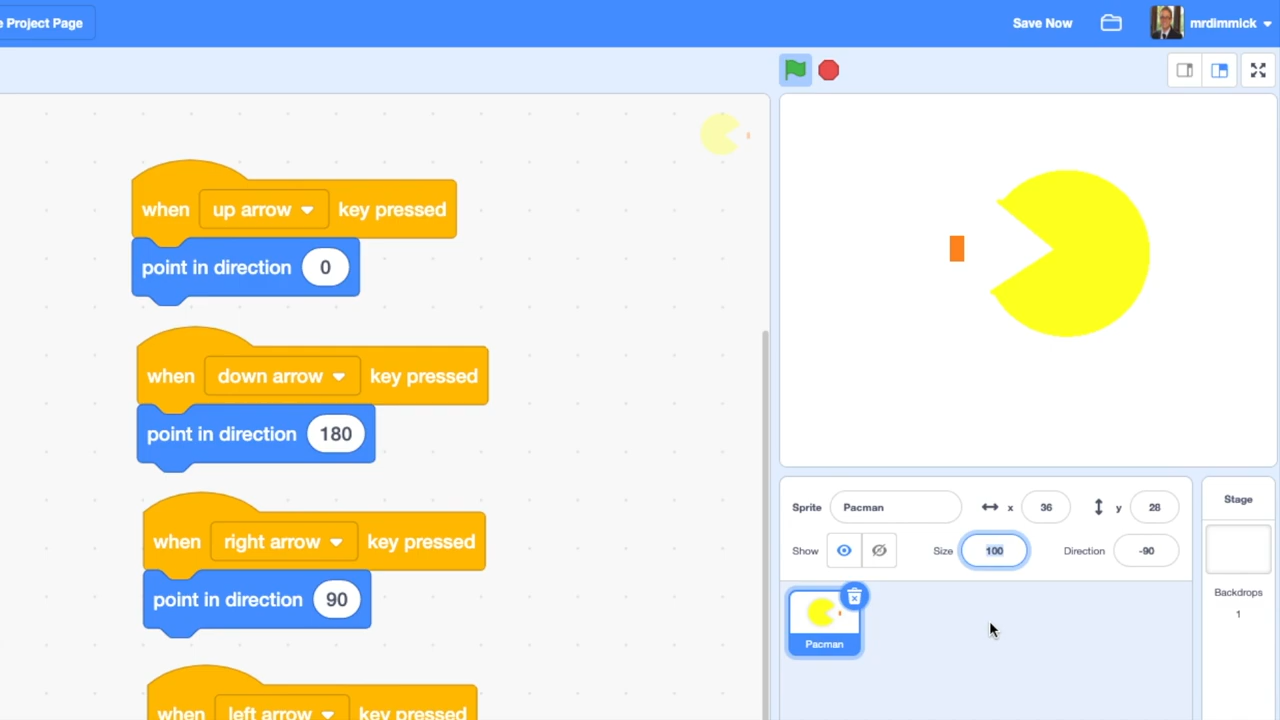 e Project Page
Save Now
mrdimmick
when up arrow key pressed
point in direction 0
when down arrow key pressed
point in direction 180
when right arrow key pressed
point in direction 90
when left arrow key pressed
Sprite Pacman x 36 y 28
Show Size 100 Direction -90
Pacman
Stage
Backdrops
1